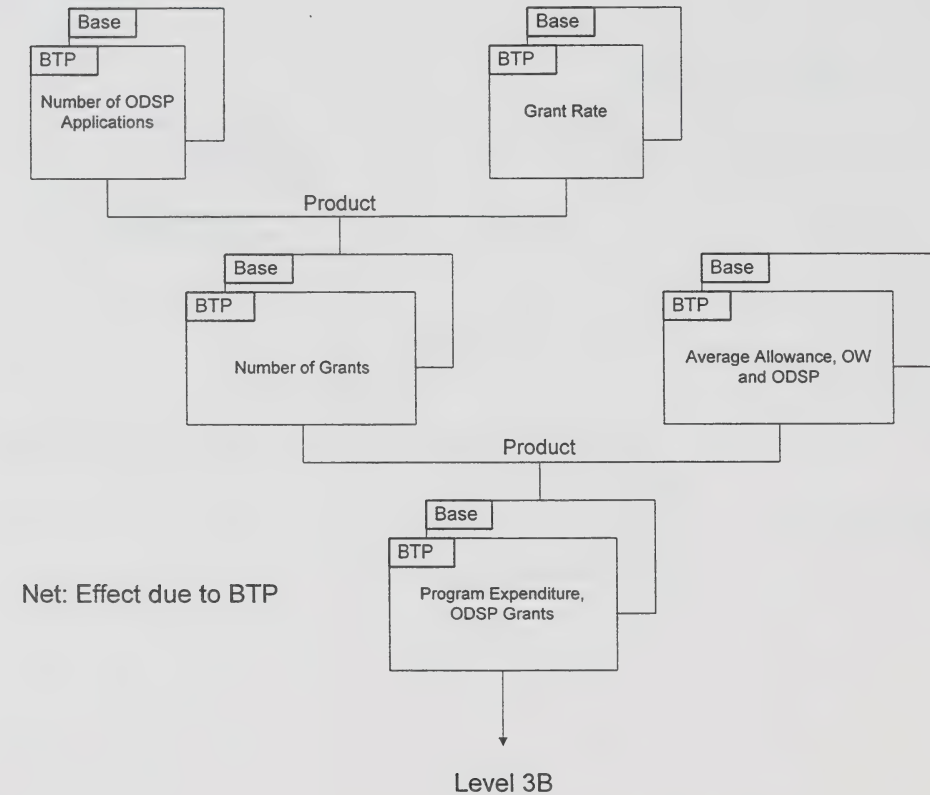 Base
BTP
Number of ODSP
Applications
Base
BTP
Grant Rate
Product
Base
BTP
Number of Grants
Base
BTP
Average Allowance, OW
and ODSP
Product
Base
BTP
Program Expenditure,
ODSP Grants
Net: Effect due to BTP
Level 3B